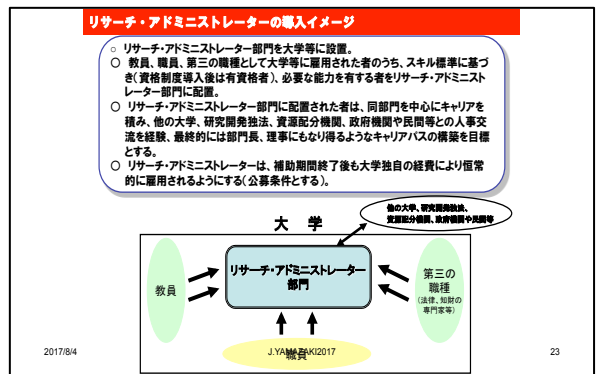 リサーチ・アドミニストレーターの導入イメージ
○ リサーチ・アドミニストレーター部門を大学等に設置。
○ 教員、職員、第三の職種として大学等に雇用された者のうち、スキル標準に基づ
き(資格制度導入後は有資格者)、必要な能力を有する者をリサーチ・アドミニスト
レーター部門に配置。
○ リサーチ・アドミニストレーター部門に配置された者は、同部門を中心にキャリアを
積み、他の大学、研究開発独法、資源配分機関、政府機関や民間等との人事交
流を経験、最終的には部門長、理事にもなり得るようなキャリアパスの構築を目標
とする。
○ リサーチ・アドミニストレーターは、補助期間終了後も大学独自の経費により恒常
的に雇用されるようにする(公募条件とする)。
他の大学、研究開発独法、
資源配分機関、政府機関や民間等
大 学
教員
リサーチ・アドミニストレーター
部門
第三の
職種
(法律、知財の
専門家等)
職員
2017/8/4
J.YAMAZAKI2017
23